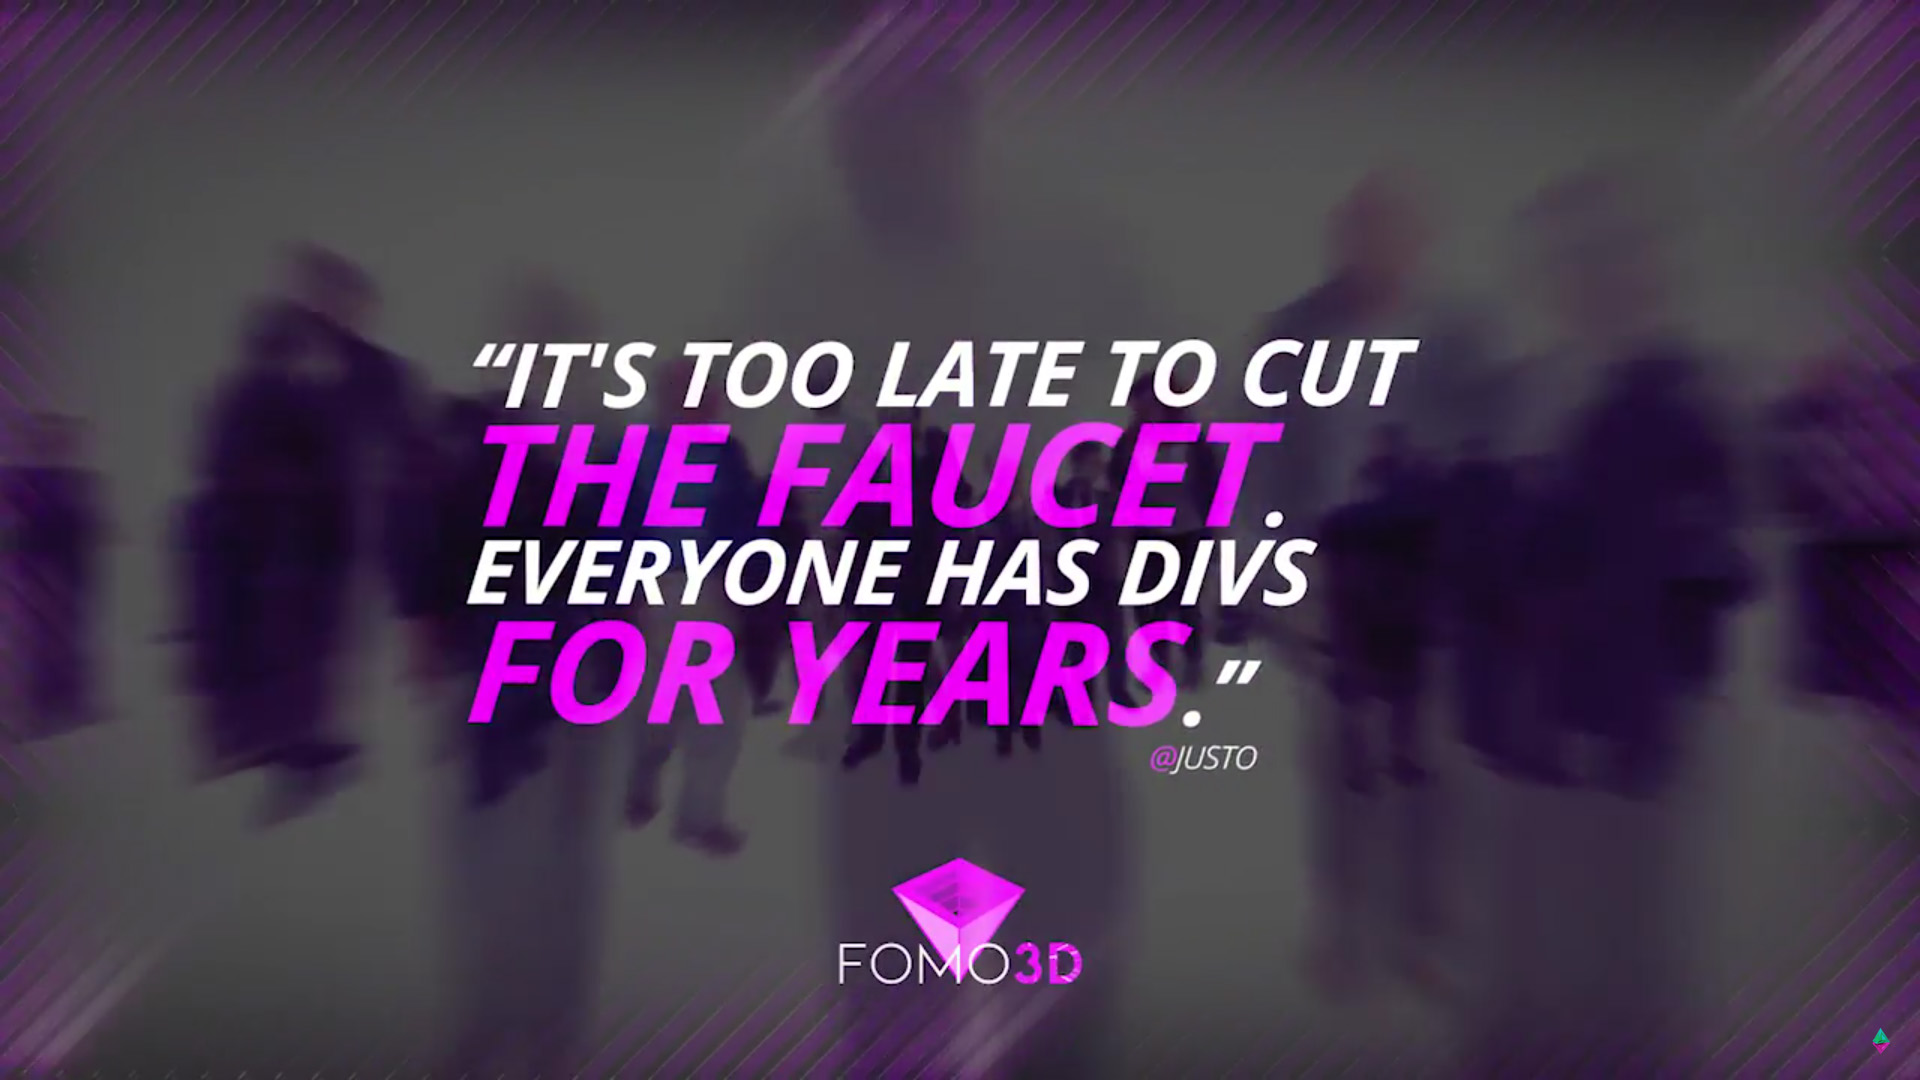 “IT'S TOO LATE TO CUT
THE FAUCET.
EVERYONE HAS DIVS
FOR YEARS.”
@JUSTO
FOMO3D